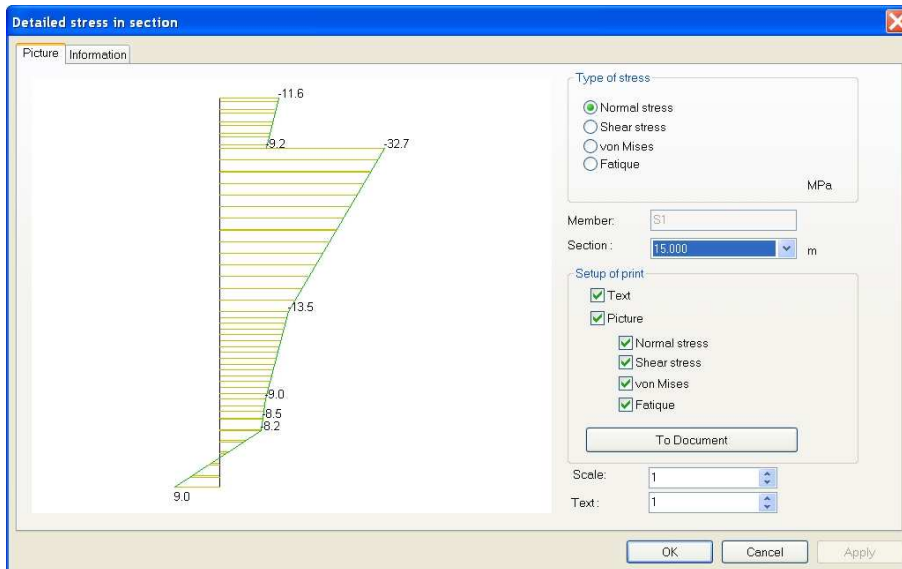 Detailed stress in section
Picture Information
-11.6
-9.2 -32.7
-13.5
-9.0
-8.5
-8.2
9.0
Type of stress
Normal stress
Shear stress
von Mises
Fatique
MPa
Member: S1
Section : 15.000 m
Setup of print
Text
Picture
Normal stress
Shear stress
von Mises
Fatique
To Document
Scale: 1
Text : 1
OK Cancel Apply